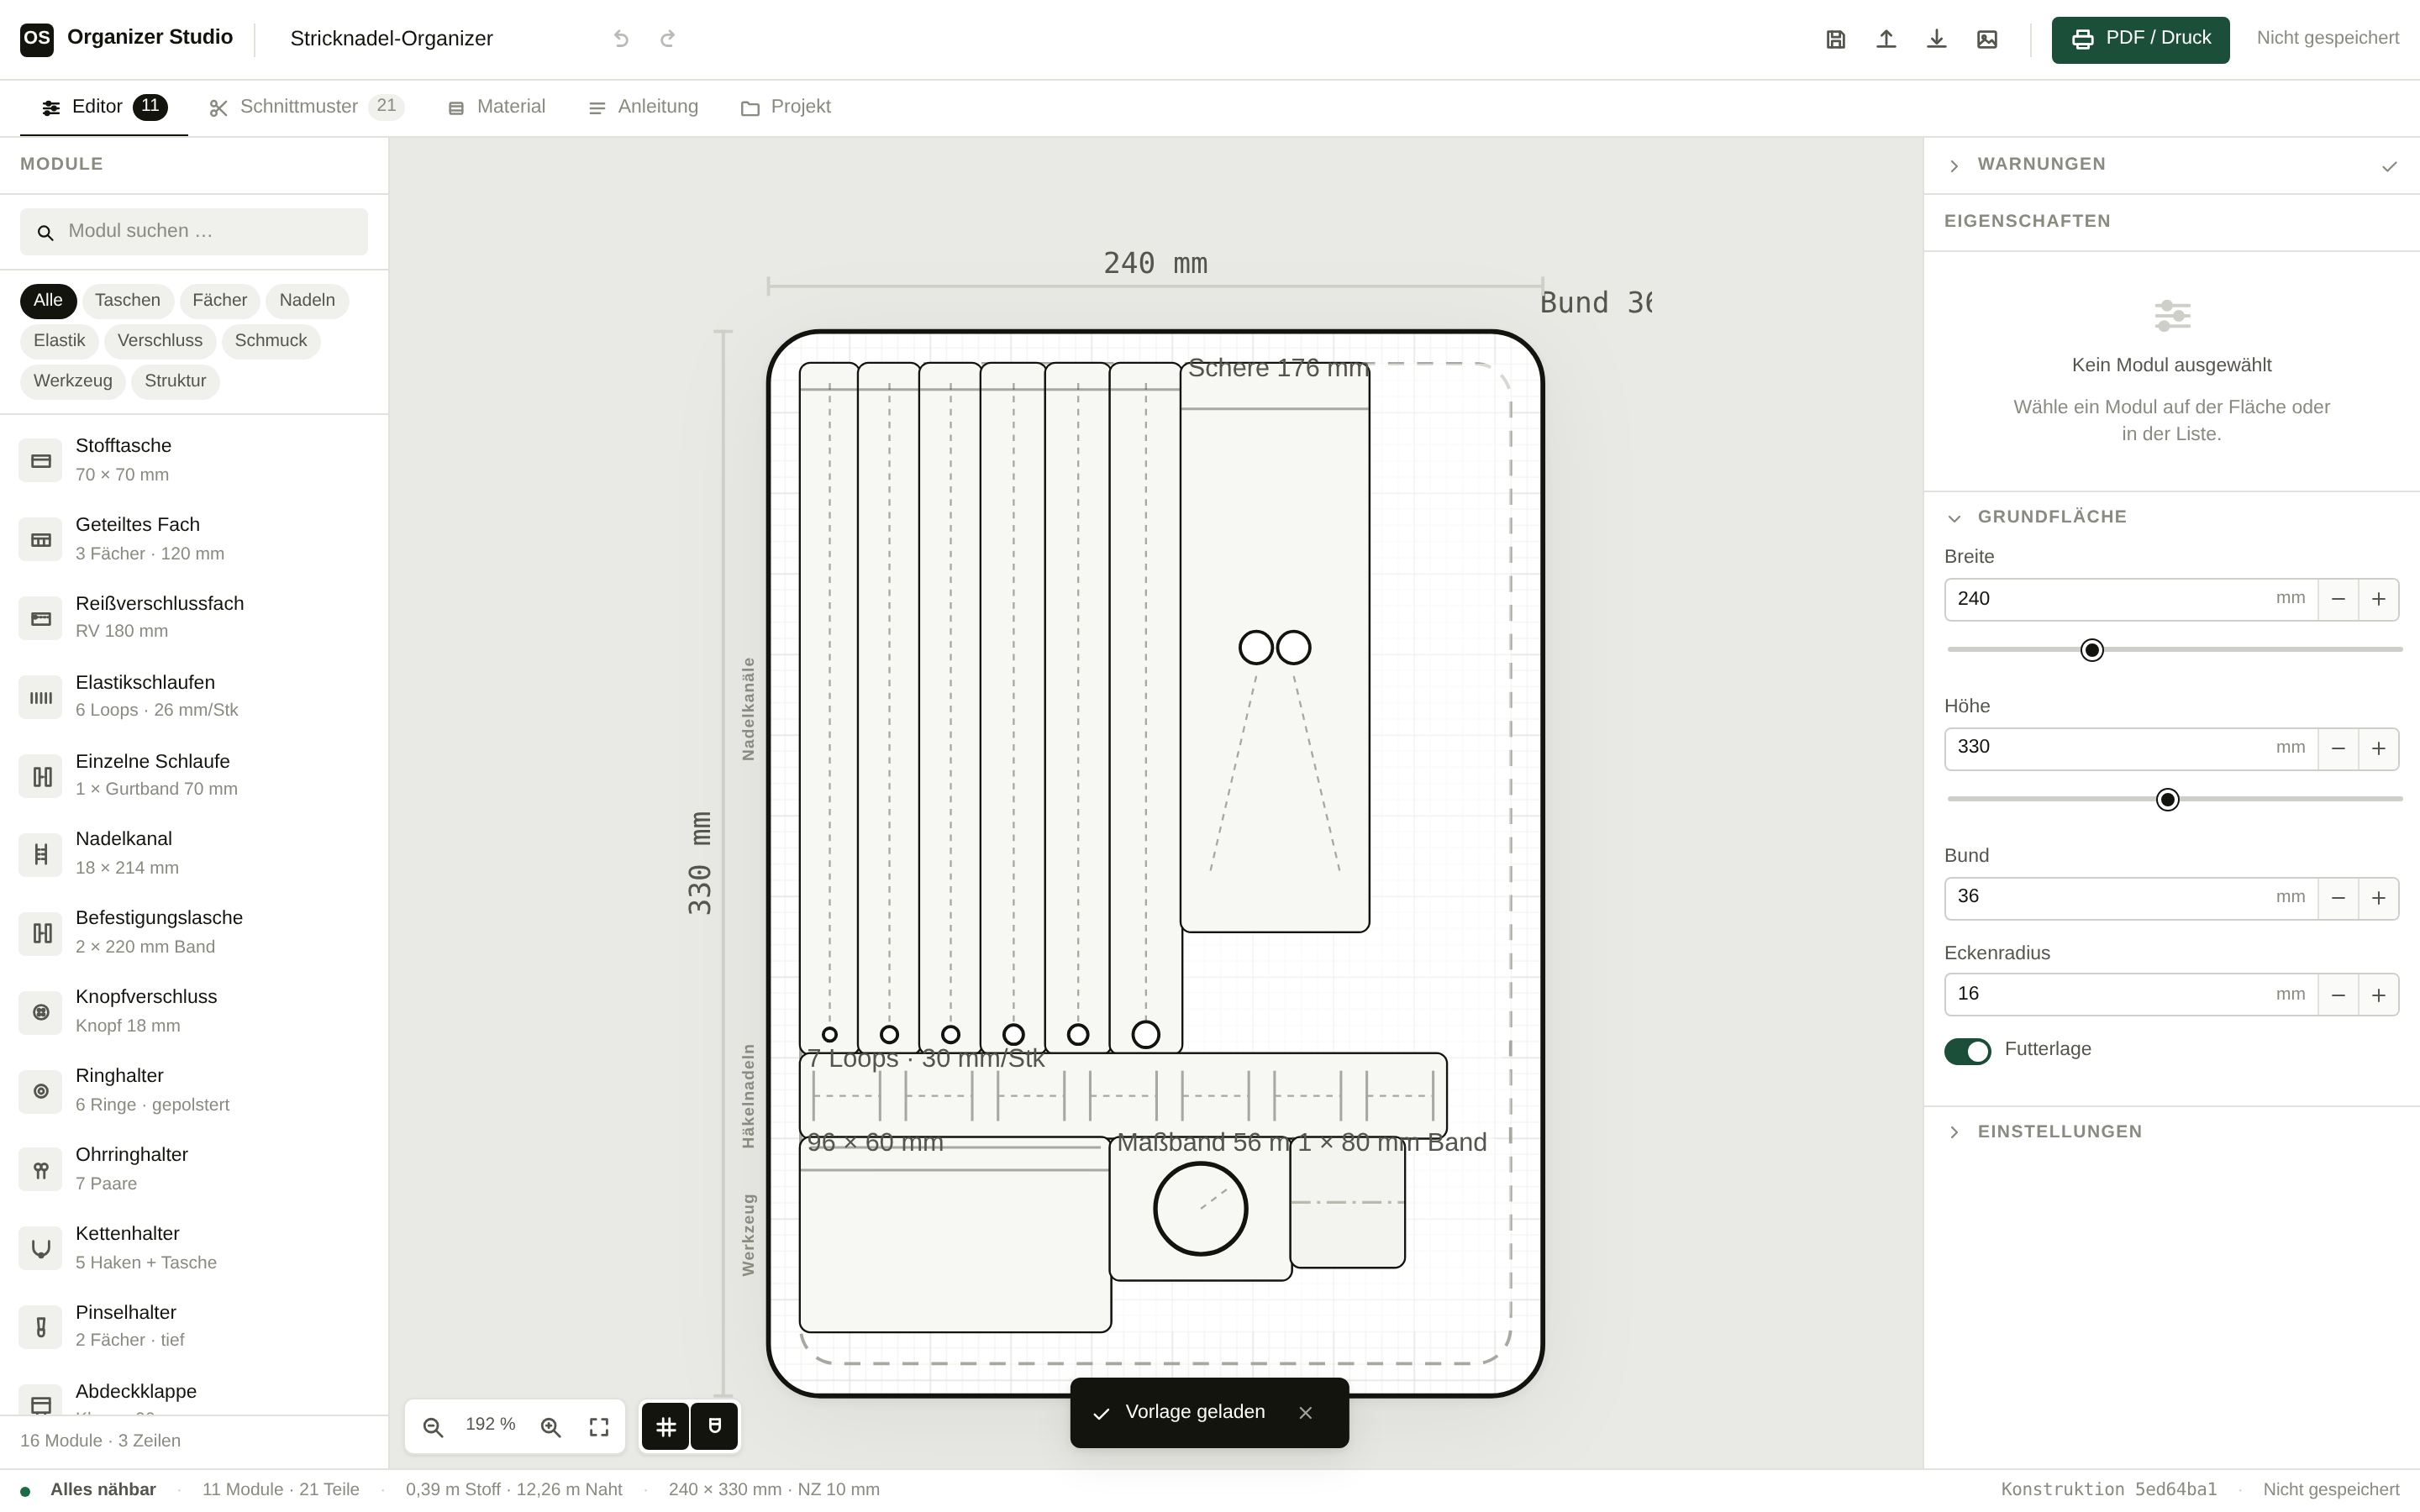 OS Organizer Studio
Stricknadel-Organizer
PDF / Druck
Nicht gespeichert
Editor 11
Schnittmuster 21
Material
Anleitung
Projekt
MODULE
Modul suchen …
Alle
Taschen
Fächer
Nadeln
Elastik
Verschluss
Schmuck
Werkzeug
Struktur
Stofftasche
70 × 70 mm
Geteiltes Fach
3 Fächer · 120 mm
Reißverschlussfach
RV 180 mm
Elastikschlaufen
6 Loops · 26 mm/Stk
Einzelne Schlaufe
1 × Gurtband 70 mm
Nadelkanal
18 × 214 mm
Befestigungslasche
2 × 220 mm Band
Knopfverschluss
Knopf 18 mm
Ringhalter
6 Ringe · gepolstert
Ohrringhalter
7 Paare
Kettenhalter
5 Haken + Tasche
Pinselhalter
2 Fächer · tief
Abdeckklappe
16 Module · 3 Zeilen
240 mm
Bund 36
330 mm
Nadelkanäle
Häkelnadeln
Werkzeug
Schere 176 mm
7 Loops · 30 mm/Stk
96 × 60 mm
Maßband 56 m
1 × 80 mm Band
192 %
Vorlage geladen
WARNUNGEN
EIGENSCHAFTEN
Kein Modul ausgewählt
Wähle ein Modul auf der Fläche oder
in der Liste.
GRUNDFLÄCHE
Breite
240 mm
Höhe
330 mm
Bund
36 mm
Eckenradius
16 mm
Futterlage
EINSTELLUNGEN
Alles nähbar · 11 Module · 21 Teile · 0,39 m Stoff · 12,26 m Naht · 240 × 330 mm · NZ 10 mm
Konstruktion 5ed64ba1 · Nicht gespeichert